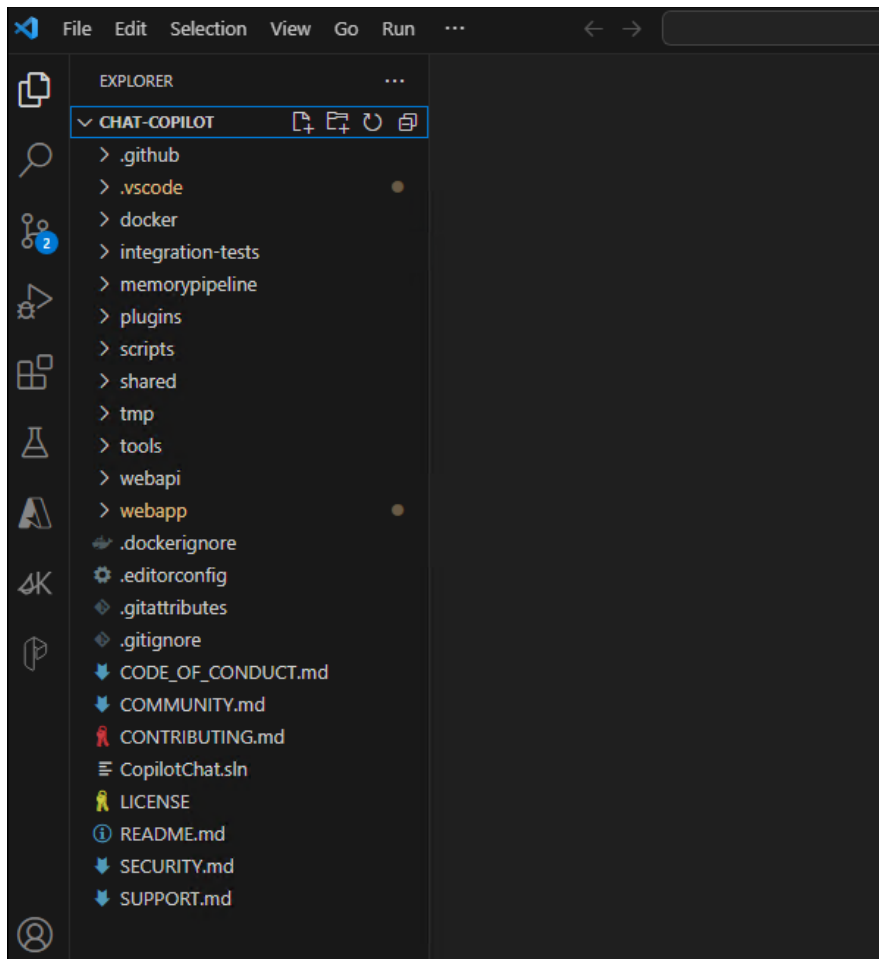 File Edit Selection View Go Run ...
EXPLORER ...
CHAT-COPILOT
.github
.vscode
docker
integration-tests
2
memorypipeline
plugins
scripts
shared
tmp
tools
webapi
webapp
.dockerignore
.editorconfig
.gitattributes
.gitignore
CODE_OF_CONDUCT.md
COMMUNITY.md
CONTRIBUTING.md
CopilotChat.sln
LICENSE
README.md
SECURITY.md
SUPPORT.md